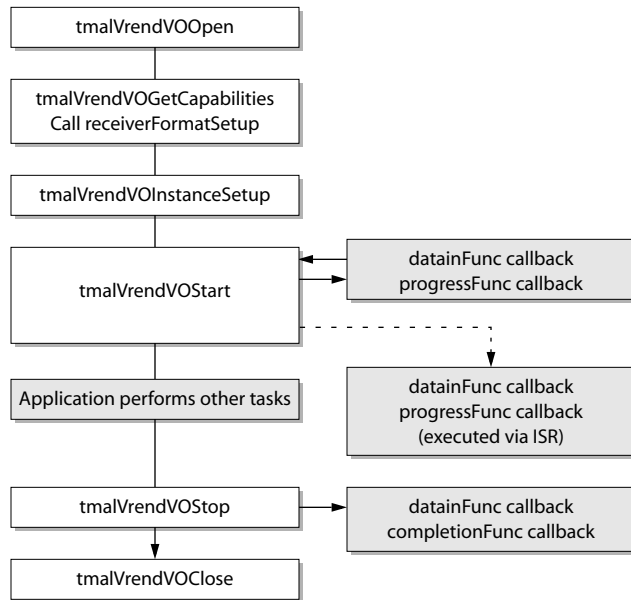 tmalVrendVOOpen
tmalVrendVOGetCapabilities
Call receiverFormatSetup
tmalVrendVOInstanceSetup
tmalVrendVOStart
datainFunc callback
progressFunc callback
datainFunc callback
progressFunc callback
(executed via ISR)
Application performs other tasks
tmalVrendVOStop
datainFunc callback
completionFunc callback
tmalVrendVOClose